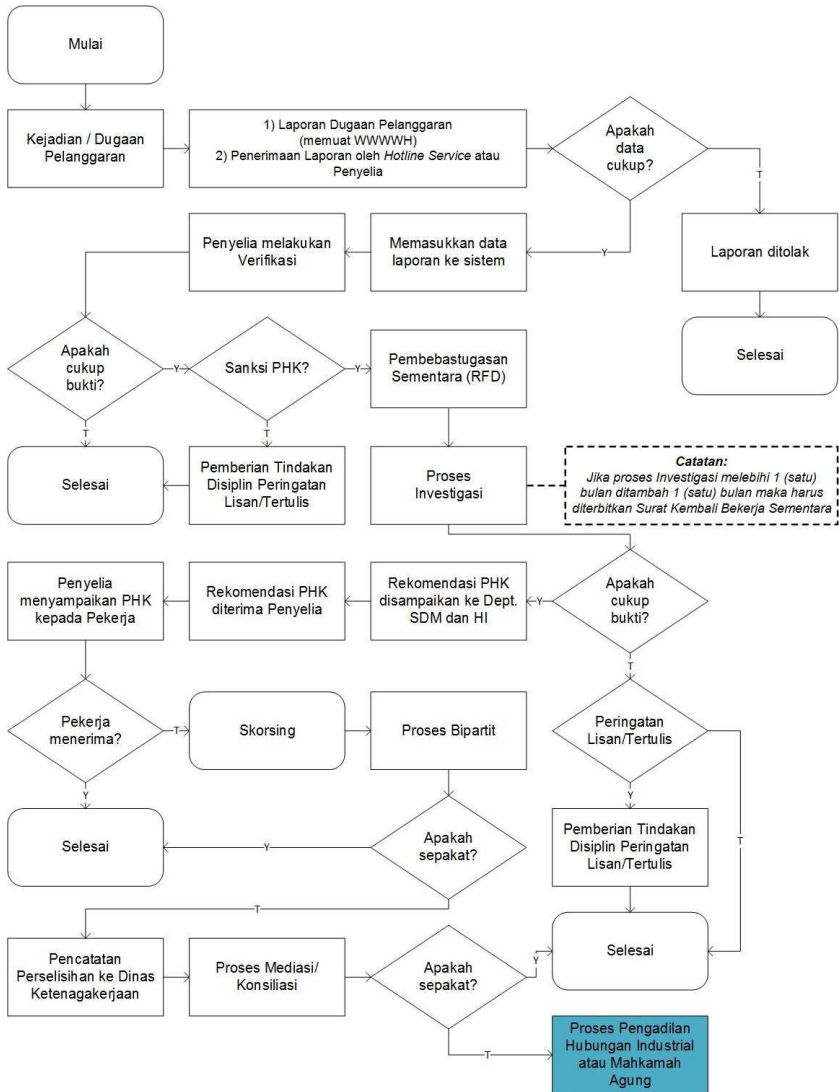 Mulai
Kejadian / Dugaan
Pelanggaran
1) Laporan Dugaan Pelanggaran
(memuat WWWWH)
2) Penerimaan Laporan oleh Hotline Service atau
Penyelia
Apakah
data
cukup?
T
Y
Penyelia melakukan
Verifikasi
Memasukkan data
laporan ke sistem
Laporan ditolak
Selesai
Apakah
cukup
bukti?
Y
Sanksi PHK?
Y
Pembebastugasan
Sementara (RFD)
T
T
Selesai
Pemberian Tindakan
Disiplin Peringatan
Lisan/Tertulis
Proses
Investigasi
Catatan:
Jika proses Investigasi melebihi 1 (satu)
bulan ditambah 1 (satu) bulan maka harus
diterbitkan Surat Kembali Bekerja Sementara
Penyelia
menyampaikan PHK
kepada Pekerja
Rekomendasi PHK
diterima Penyelia
Rekomendasi PHK
disampaikan ke Dept.
SDM dan HI
Y
Apakah
cukup
bukti?
T
Pekerja
menerima?
T
Skorsing
Proses Bipartit
Peringatan
Lisan/Tertulis
Y
Y
T
Selesai
Y
Apakah
sepakat?
Pemberian Tindakan
Disiplin Peringatan
Lisan/Tertulis
T
Pencatatan
Perselisihan ke Dinas
Ketenagakerjaan
Proses Mediasi/
Konsiliasi
Apakah
sepakat?
Y
Selesai
T
Proses Pengadilan
Hubungan Industrial
atau Mahkamah
Agung